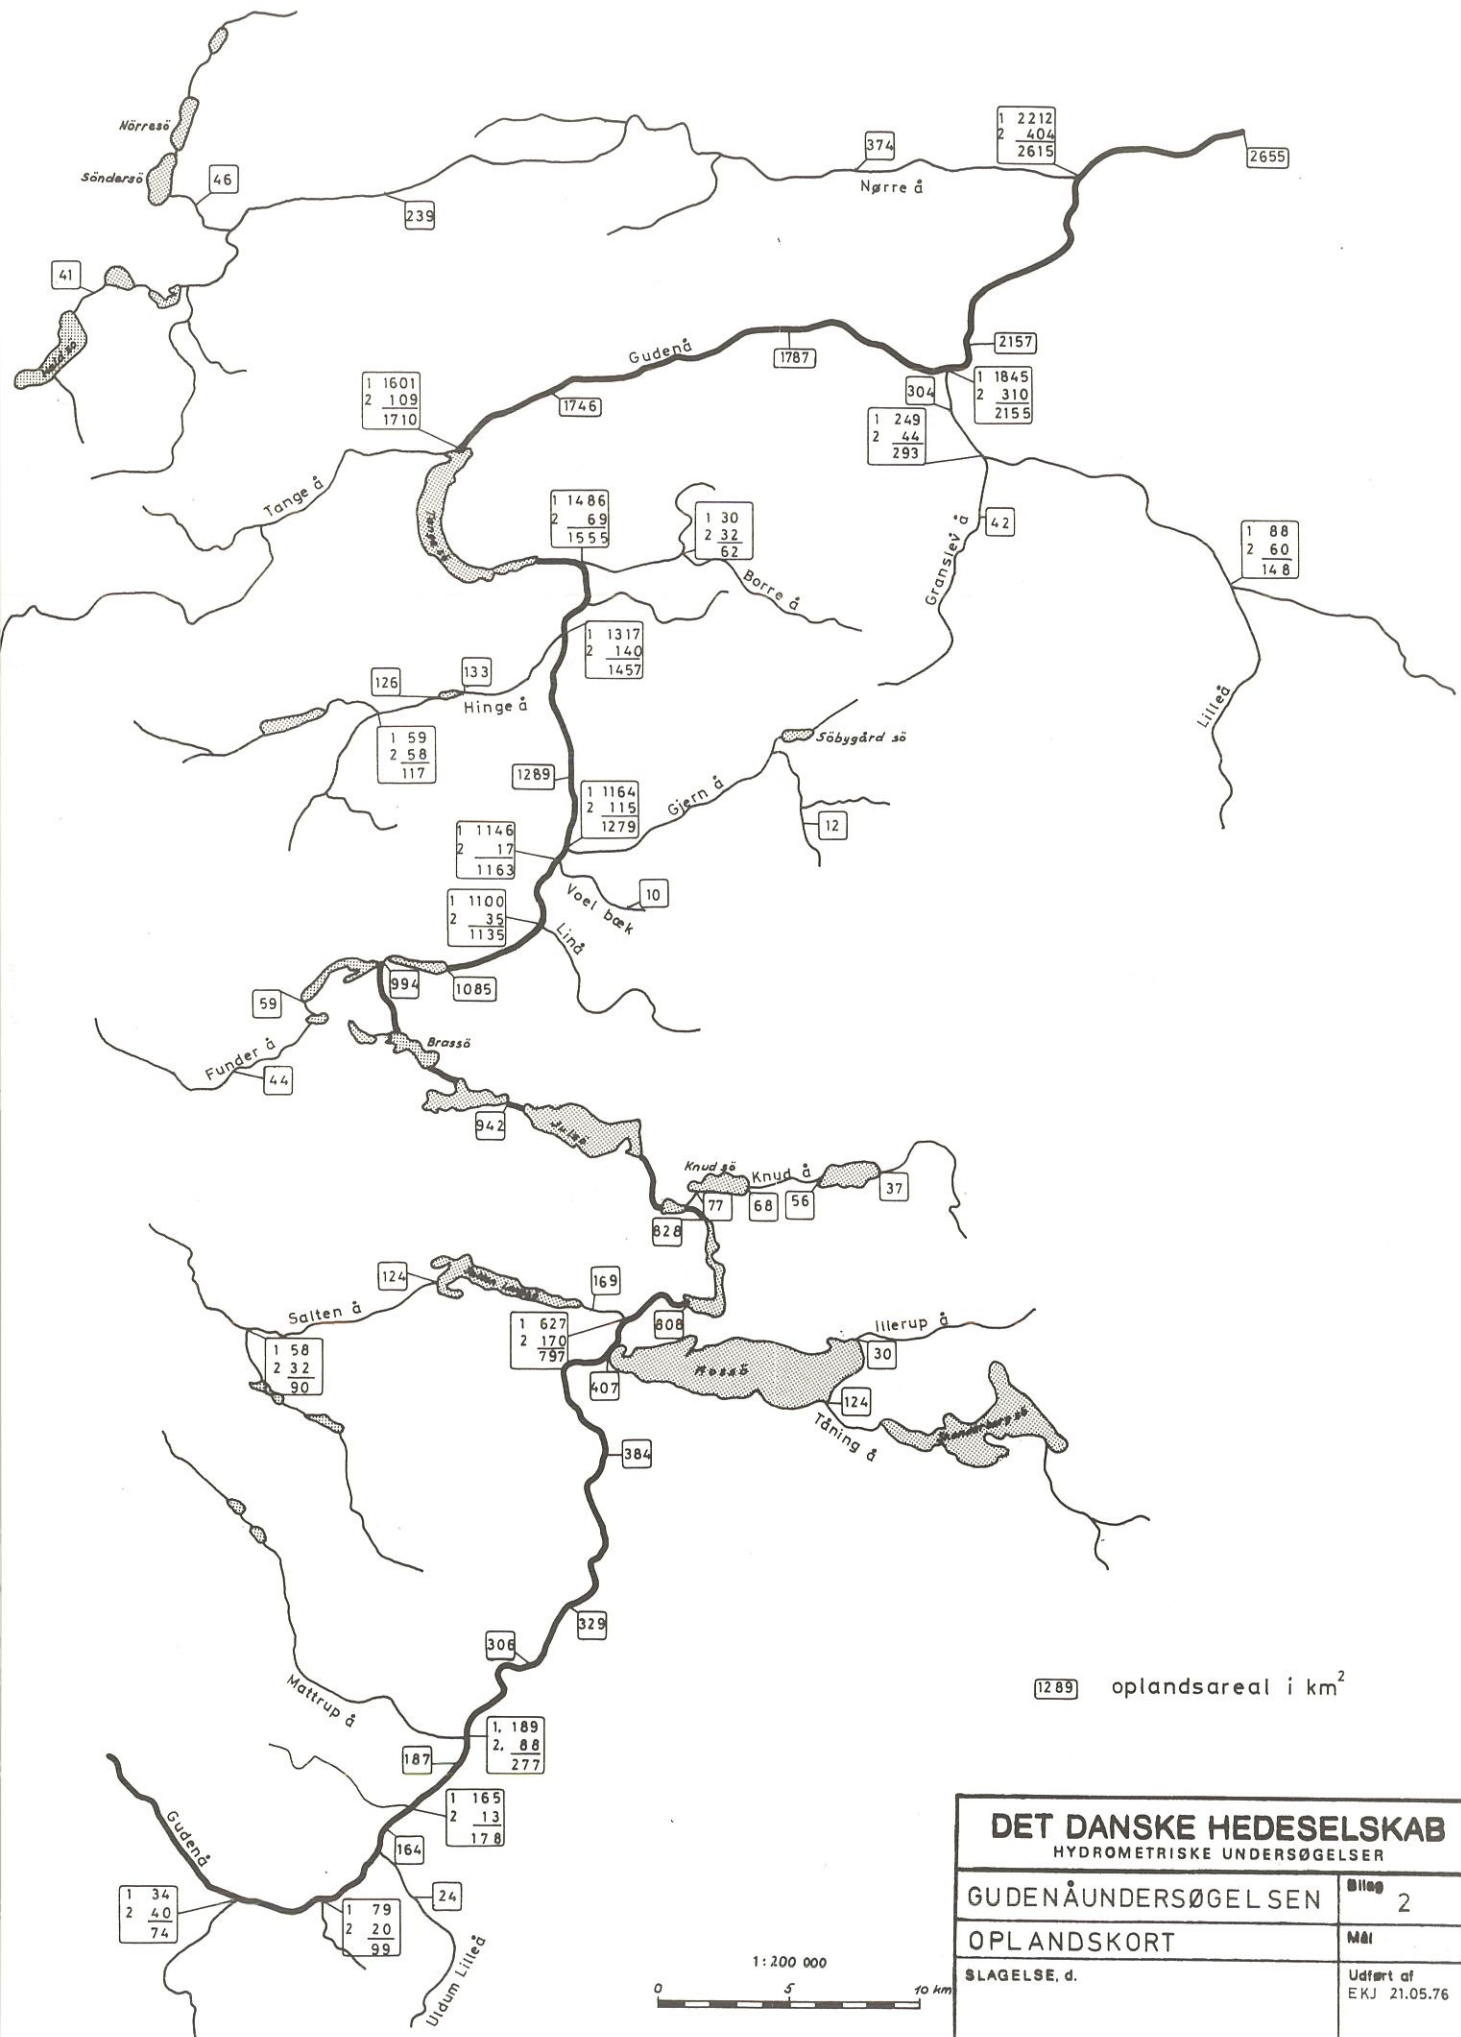 Nörresö
Söndersö
46
239
41
374
Nørre å
1 2212
2 404
2615
2655
Gudenå
1787
2157
1746
1 1601
2 109
1710
304
1 1845
2 310
2155
1 249
2 44
293
Tange å
Tange sö
1 1486
2 69
1555
1 30
2 32
62
Borre å
42
Granslev å
1 88
2 60
148
Lilleå
1 1317
2 140
1457
126
133
Hinge å
1 59
2 58
117
Söbygård sö
1289
1 1164
2 115
1279
Gjern å
12
1 1146
2 17
1163
Voel bæk
10
1 1100
2 35
1135
Linå
994
1085
59
Funder å
44
Brassö
942
Julsö
Knud sö
Knud å
77
68
56
37
828
124
169
Salten å
1 58
2 32
90
1 627
2 170
797
808
Illerup å
30
Mossö
407
124
Tåning å
Skanderborg sö
384
329
306
Mattrup å
1, 189
2, 88
277
187
1 165
2 13
178
164
Gudenå
24
1 34
2 40
74
1 79
2 20
99
Uldum Lilleå
1289 oplandsareal i km²
1:200 000
0 5 10 km
DET DANSKE HEDESELSKAB
HYDROMETRISKE UNDERSØGELSER
GUDENÅUNDERSØGELSEN
Bilag 2
OPLANDSKORT
Mål
SLAGELSE, d.
Udført af
EKJ 21.05.76